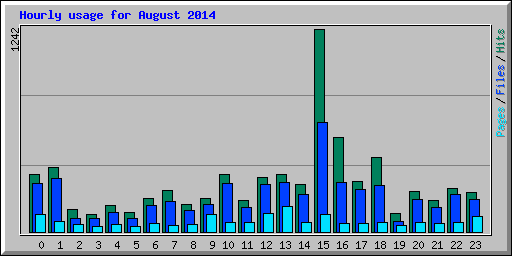 Hourly usage for August 2014
1242
Pages/Files/Hits
0 1 2 3 4 5 6 7 8 9 10 11 12 13 14 15 16 17 18 19 20 21 22 23